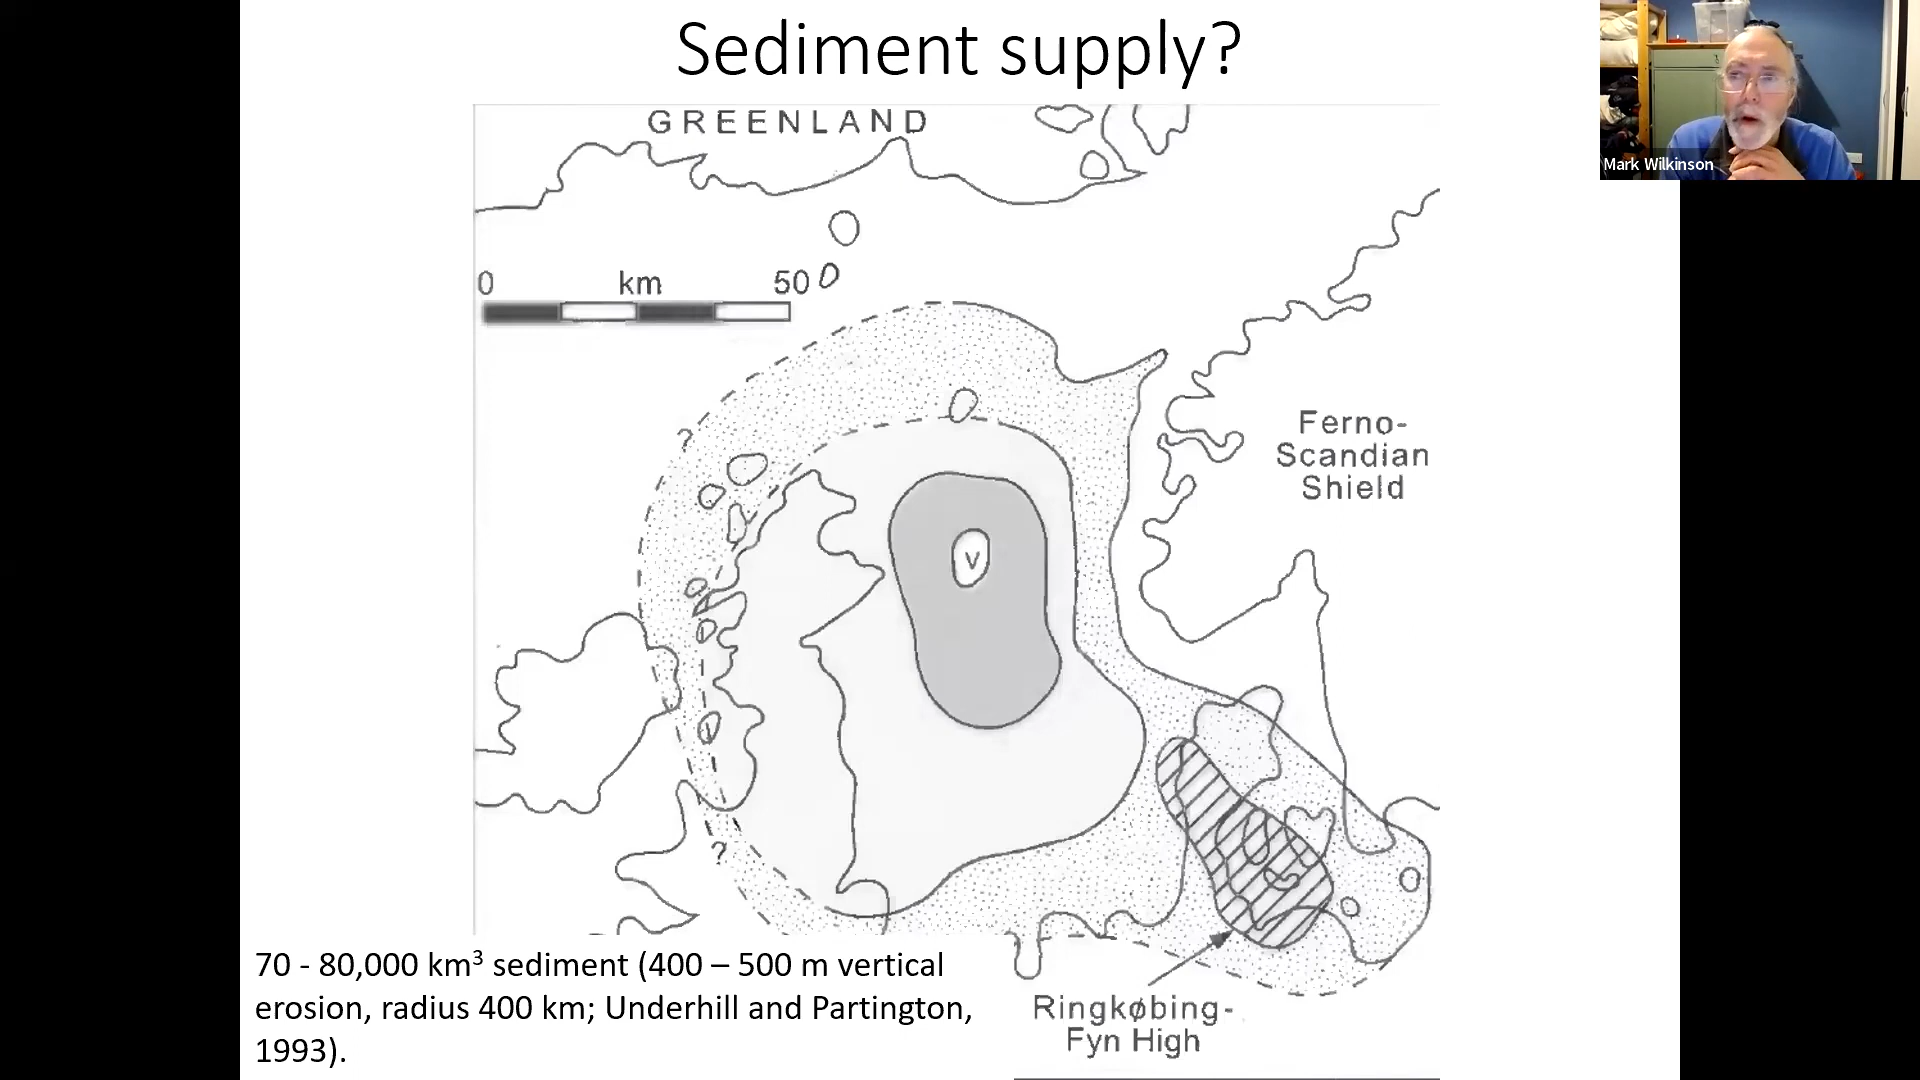 Sediment supply?
Mark Wilkinson
GREENLAND
0 km 50
?
Ferno-
Scandian
Shield
V
?
70 - 80,000 km³ sediment (400 – 500 m vertical
erosion, radius 400 km; Underhill and Partington,
1993).
Ringkøbing-
Fyn High